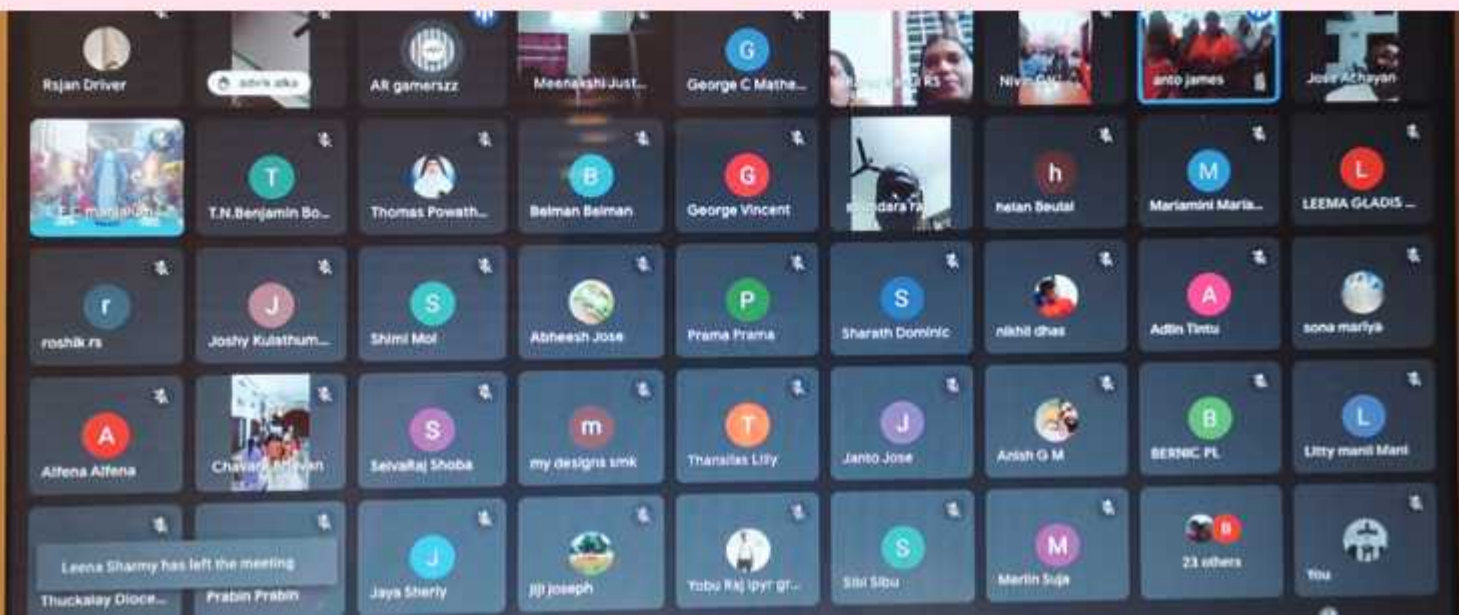 Rajan Driver
AR gamerszz
Meenakshi Just...
George C Mathe...
anto james
Jose Achayan
T
T.N.Benjamin Bo...
Thomas Powath...
B
Belman Belman
G
George Vincent
h
helan Beulal
M
Mariamini Maria...
L
LEEMA GLADIS ...
r
roshik rs
J
Joshy Kulathum...
S
Shimi Mol
Abheesh Jose
P
Prama Prama
S
Sharath Dominic
nikhil dhas
A
Adlin Tintu
sona mariya
A
Alfena Alfena
S
SelvaRaj Shoba
m
my designs smk
T
Thansilas Lilly
J
Janto Jose
Anish G M
B
BERNIC PL
L
Litty manil Mani
Leena Sharmy has left the meeting
Thuckalay Dioce...
Prabin Prabin
J
Jaya Sherly
jiji joseph
Yobu Raj ipyr gr...
S
Sibi Sibu
M
Merlin Suja
B
23 others
You